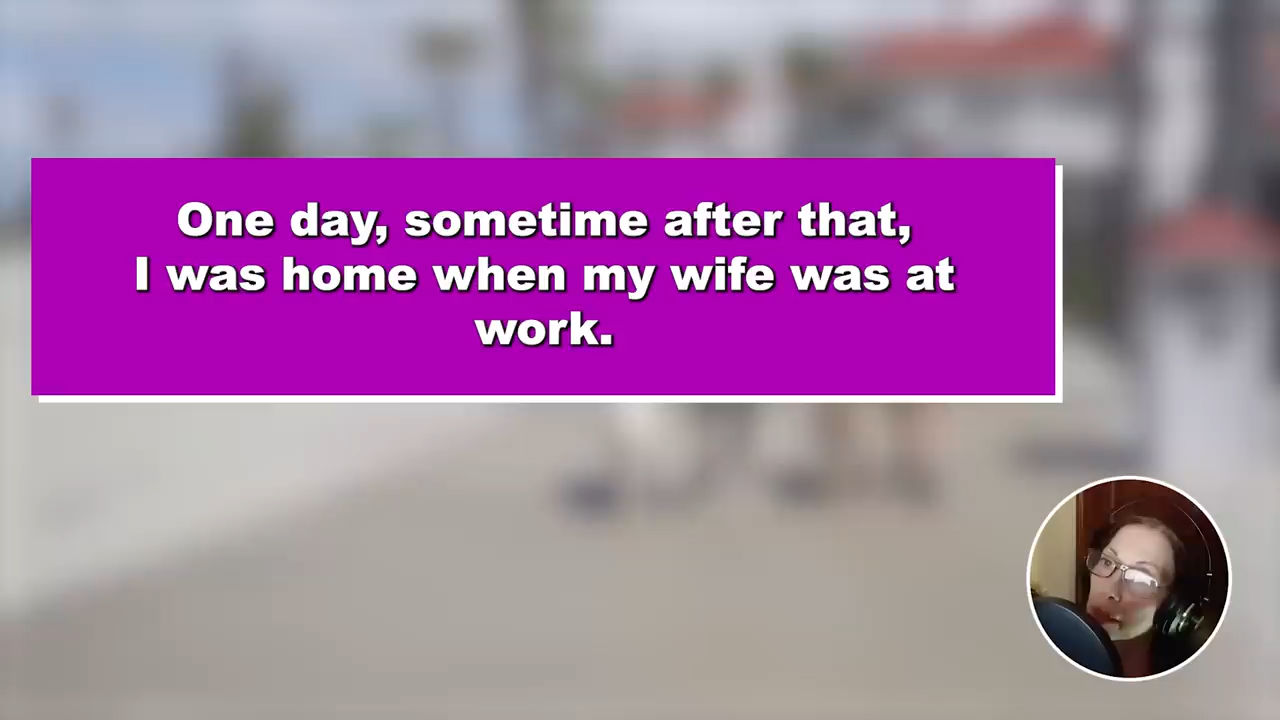 One day, sometime after that,
I was home when my wife was at
work.